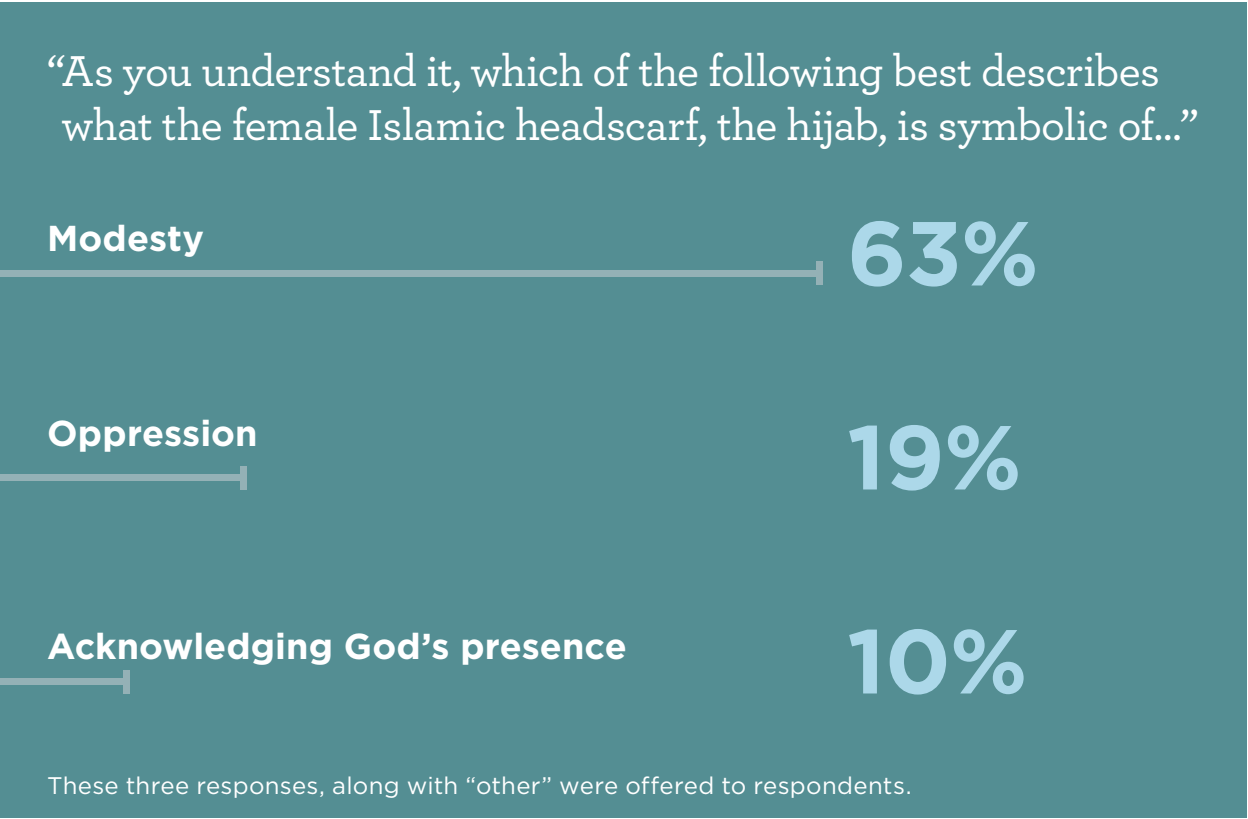 “As you understand it, which of the following best describes
what the female Islamic headscarf, the hijab, is symbolic of...”
Modesty
63%
Oppression
19%
Acknowledging God’s presence
10%
These three responses, along with “other” were offered to respondents.